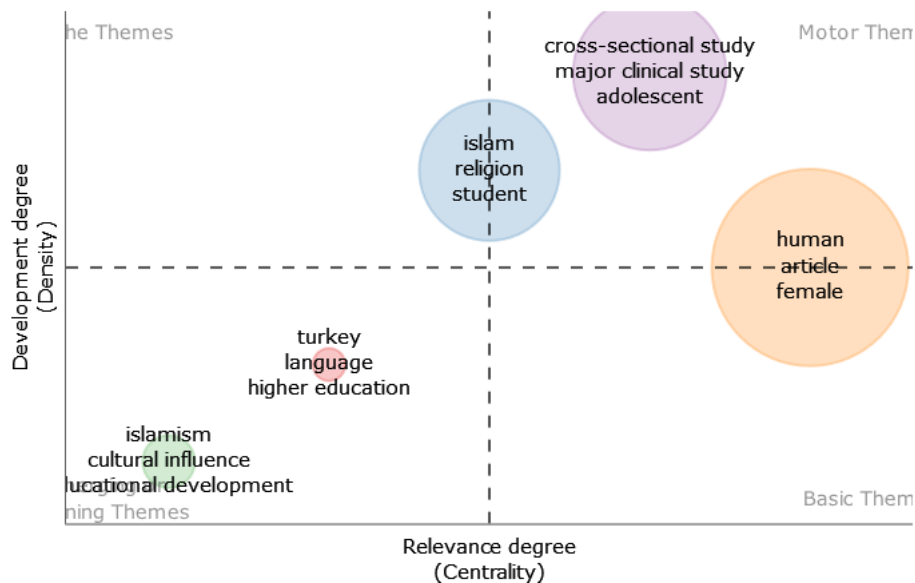 he Themes
Motor Them
cross-sectional study
major clinical study
adolescent
islam
religion
student
human
article
female
turkey
language
higher education
islamism
cultural influence
ucational development
ning Themes
Basic Them
Development degree
(Density)
Relevance degree
(Centrality)